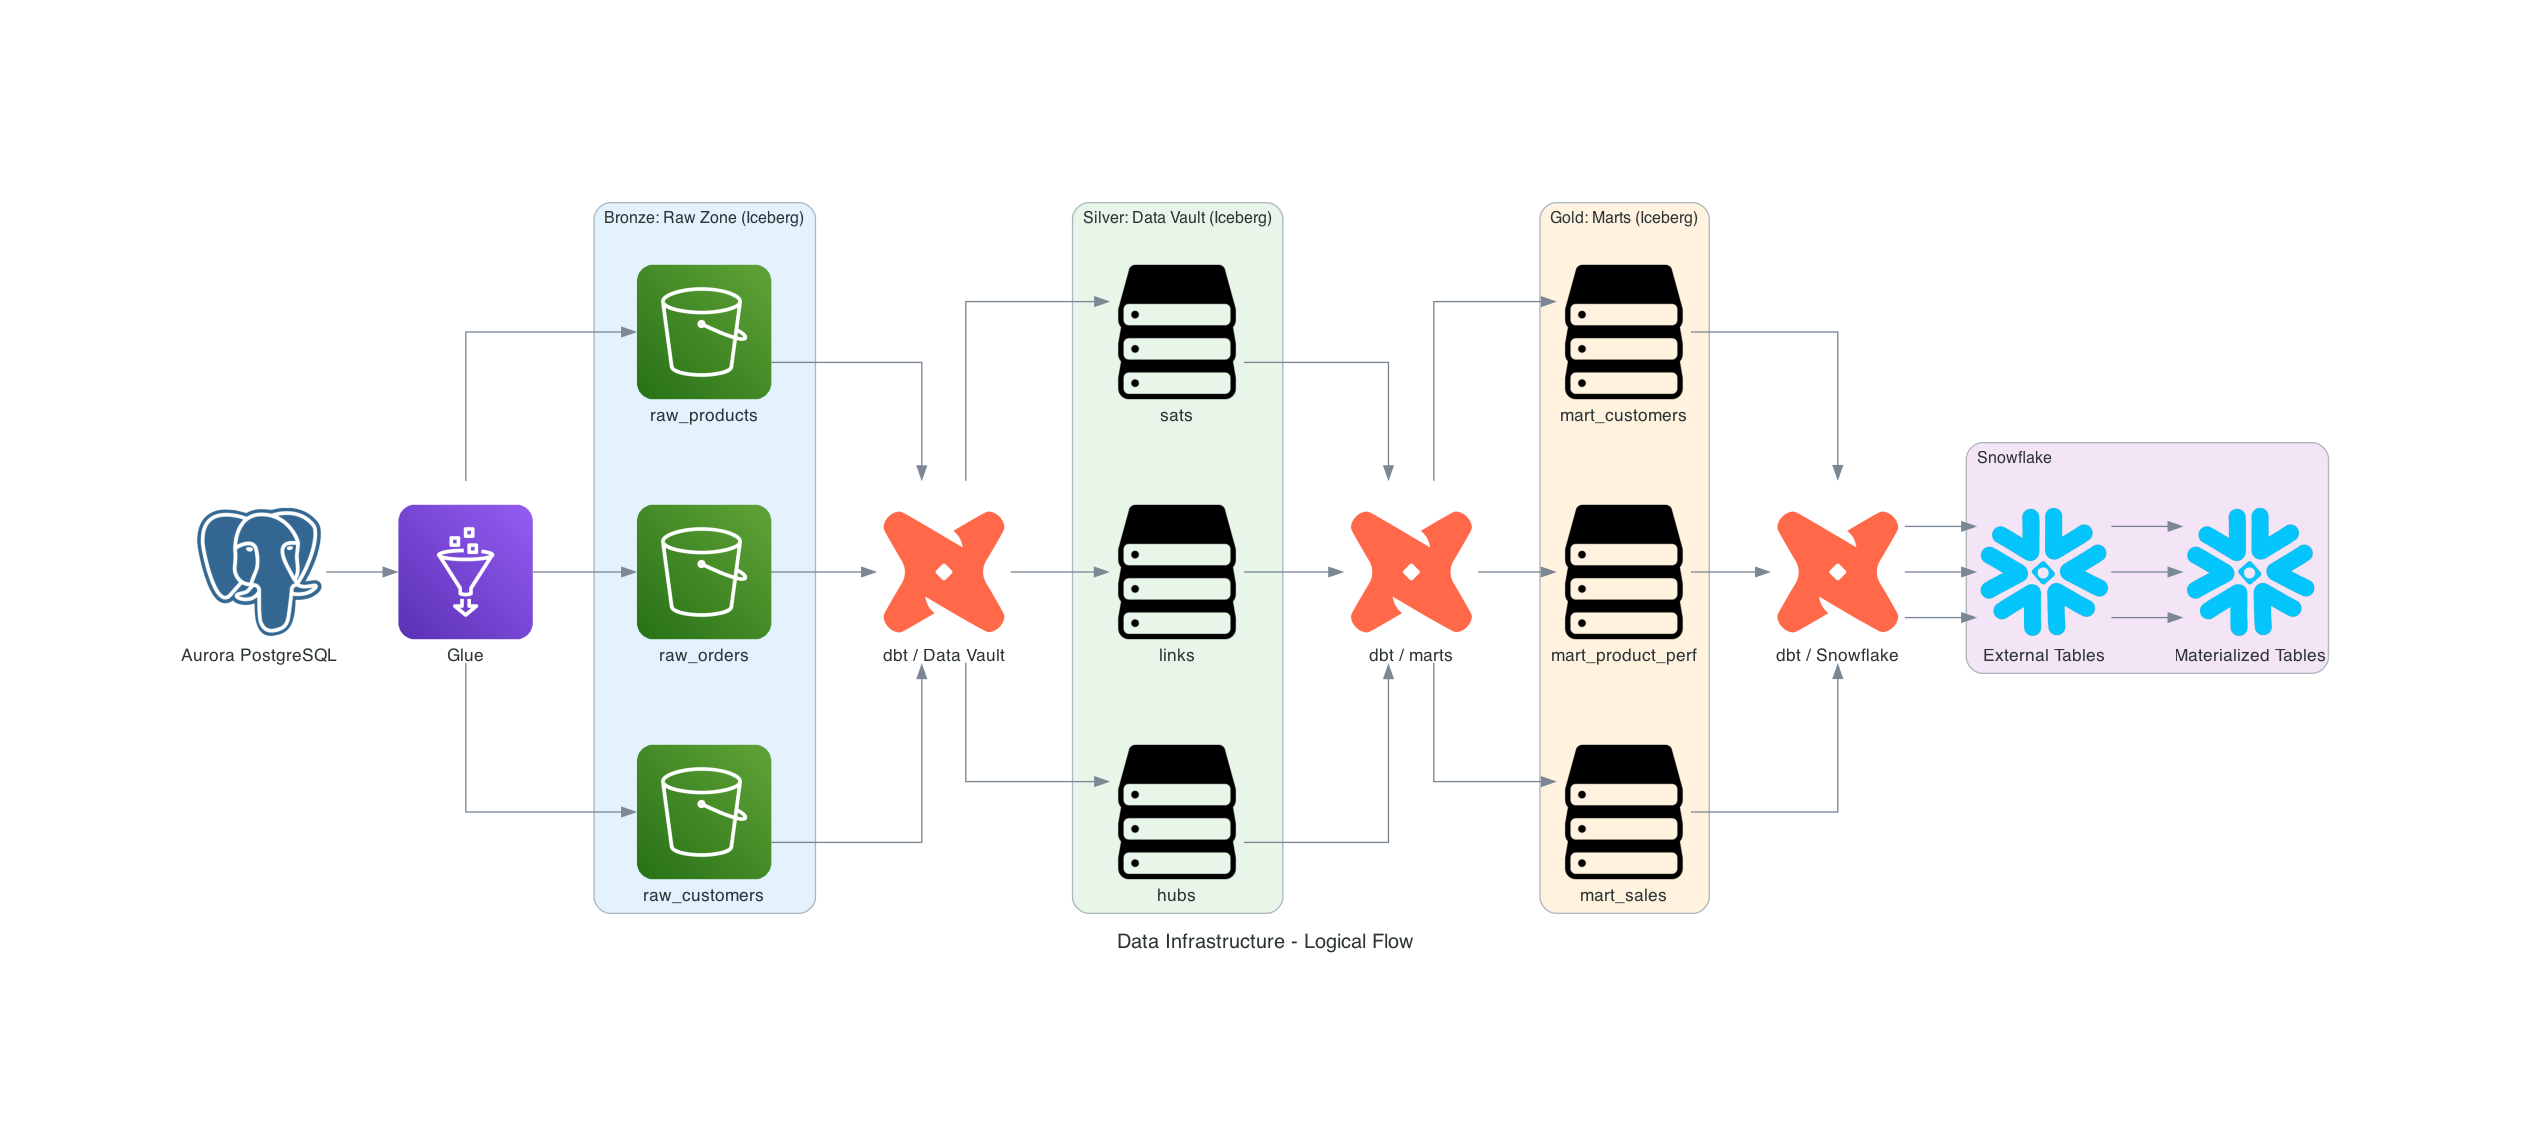 Bronze: Raw Zone (Iceberg)
Silver: Data Vault (Iceberg)
Gold: Marts (Iceberg)
raw_products
sats
mart_customers
Snowflake
Aurora PostgreSQL
Glue
raw_orders
dbt / Data Vault
links
dbt / marts
mart_product_perf
dbt / Snowflake
External Tables
Materialized Tables
raw_customers
hubs
mart_sales
Data Infrastructure - Logical Flow